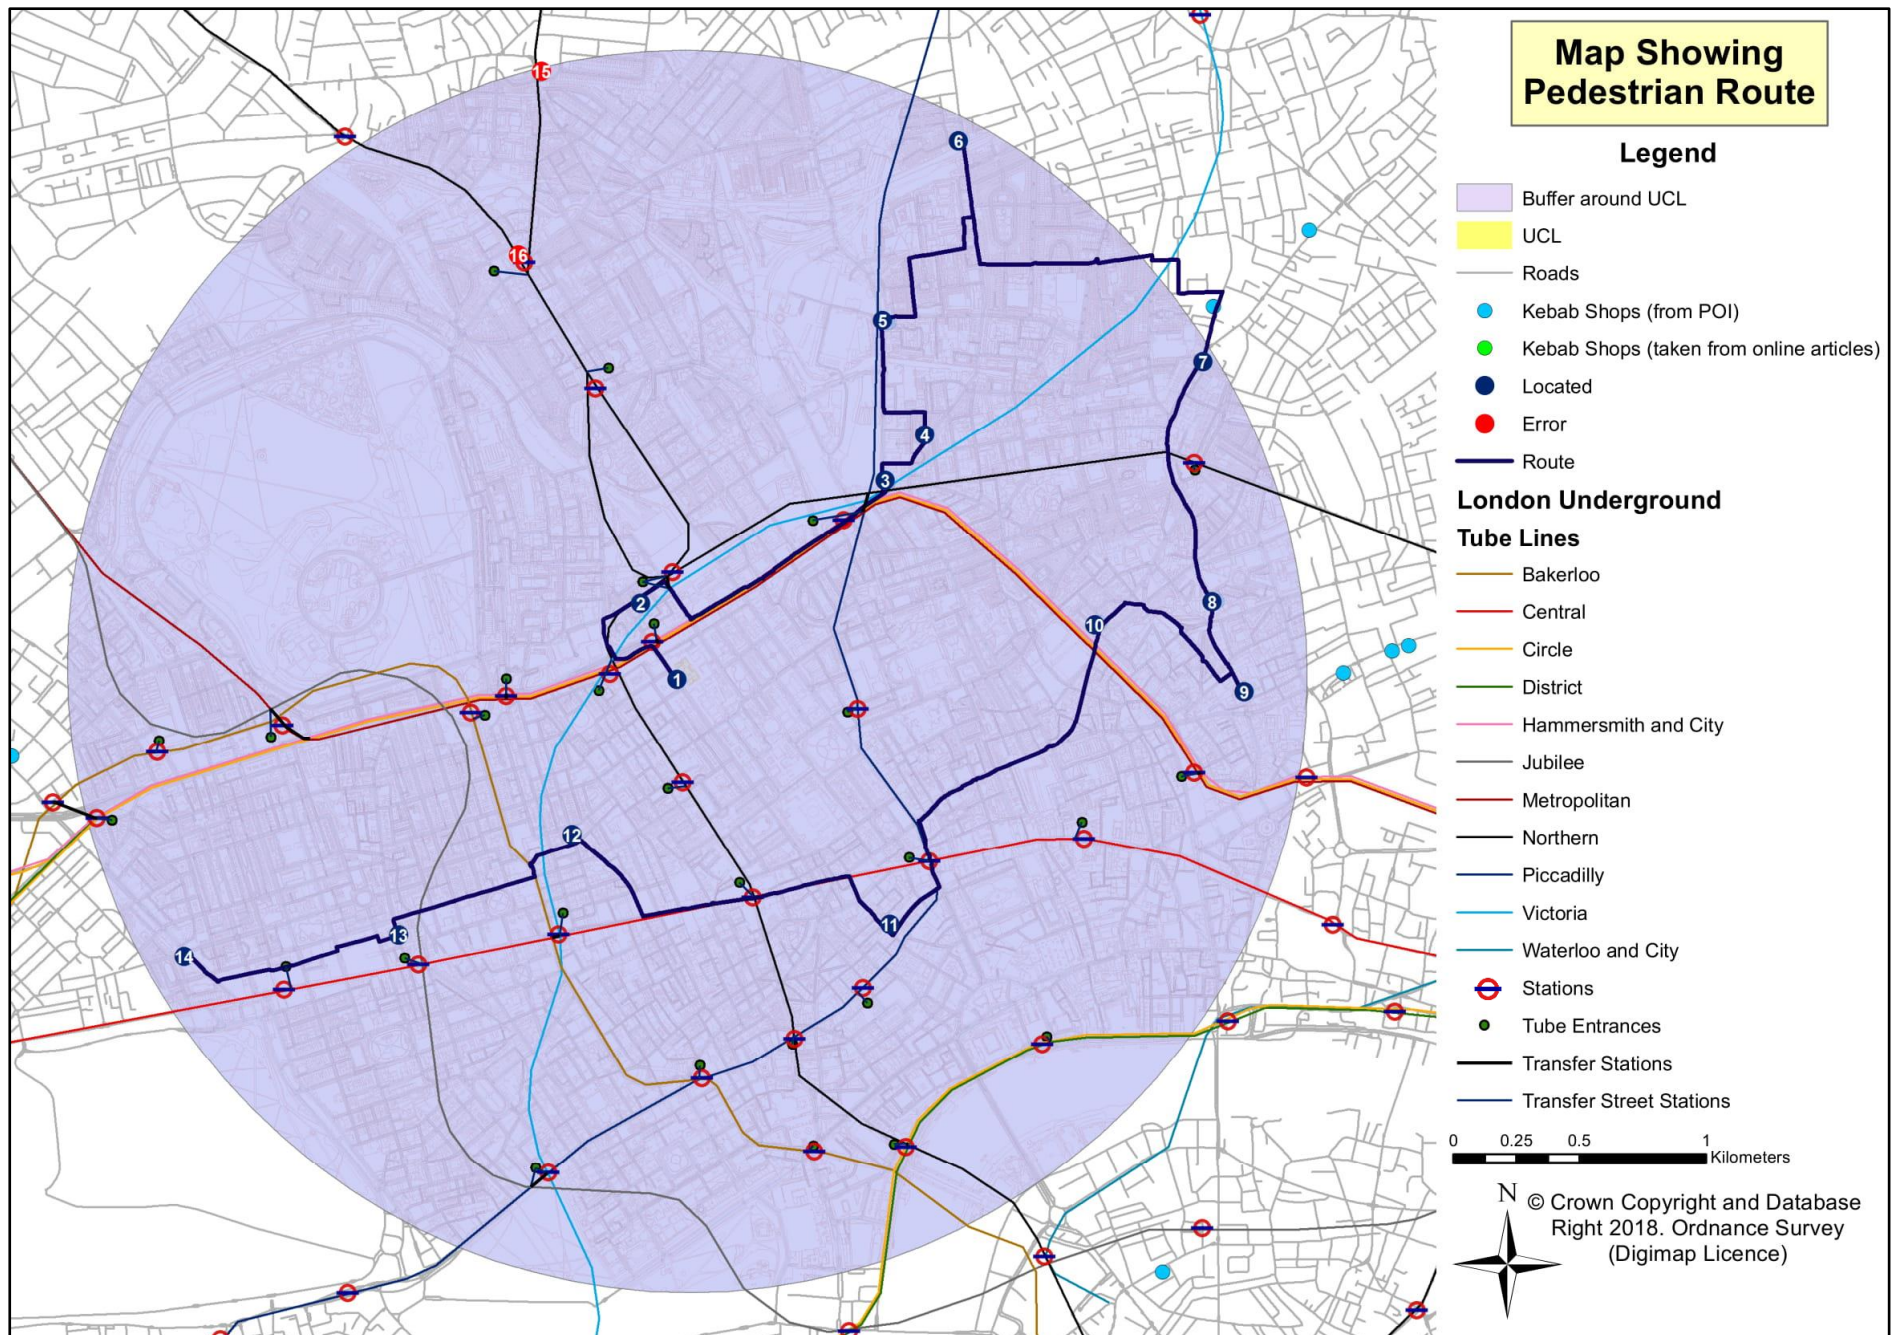 Map Showing
Pedestrian Route
Legend
Buffer around UCL
UCL
Roads
Kebab Shops (from POI)
Kebab Shops (taken from online articles)
Located
Error
Route
London Underground
Tube Lines
Bakerloo
Central
Circle
District
Hammersmith and City
Jubilee
Metropolitan
Northern
Piccadilly
Victoria
Waterloo and City
Stations
Tube Entrances
Transfer Stations
Transfer Street Stations
0 0.25 0.5 1
Kilometers
N
© Crown Copyright and Database
Right 2018. Ordnance Survey
(Digimap Licence)
15
6
16
5
7
4
3
2
8
10
1
9
12
11
13
14